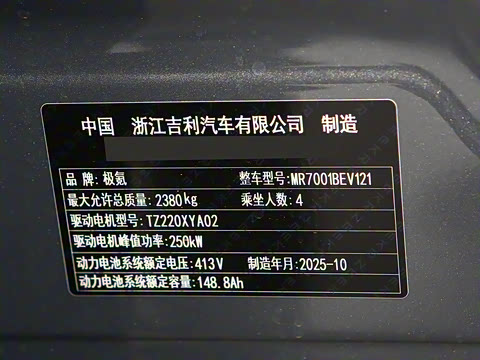 中国 浙江吉利汽车有限公司 制造
品牌:极氪 整车型号:MR7001BEV121
最大允许总质量:2380kg 乘坐人数:4
驱动电机型号:TZ220XYA02
驱动电机峰值功率:250kW
动力电池系统额定电压:413V 制造年月:2025-10
动力电池系统额定容量:148.8Ah